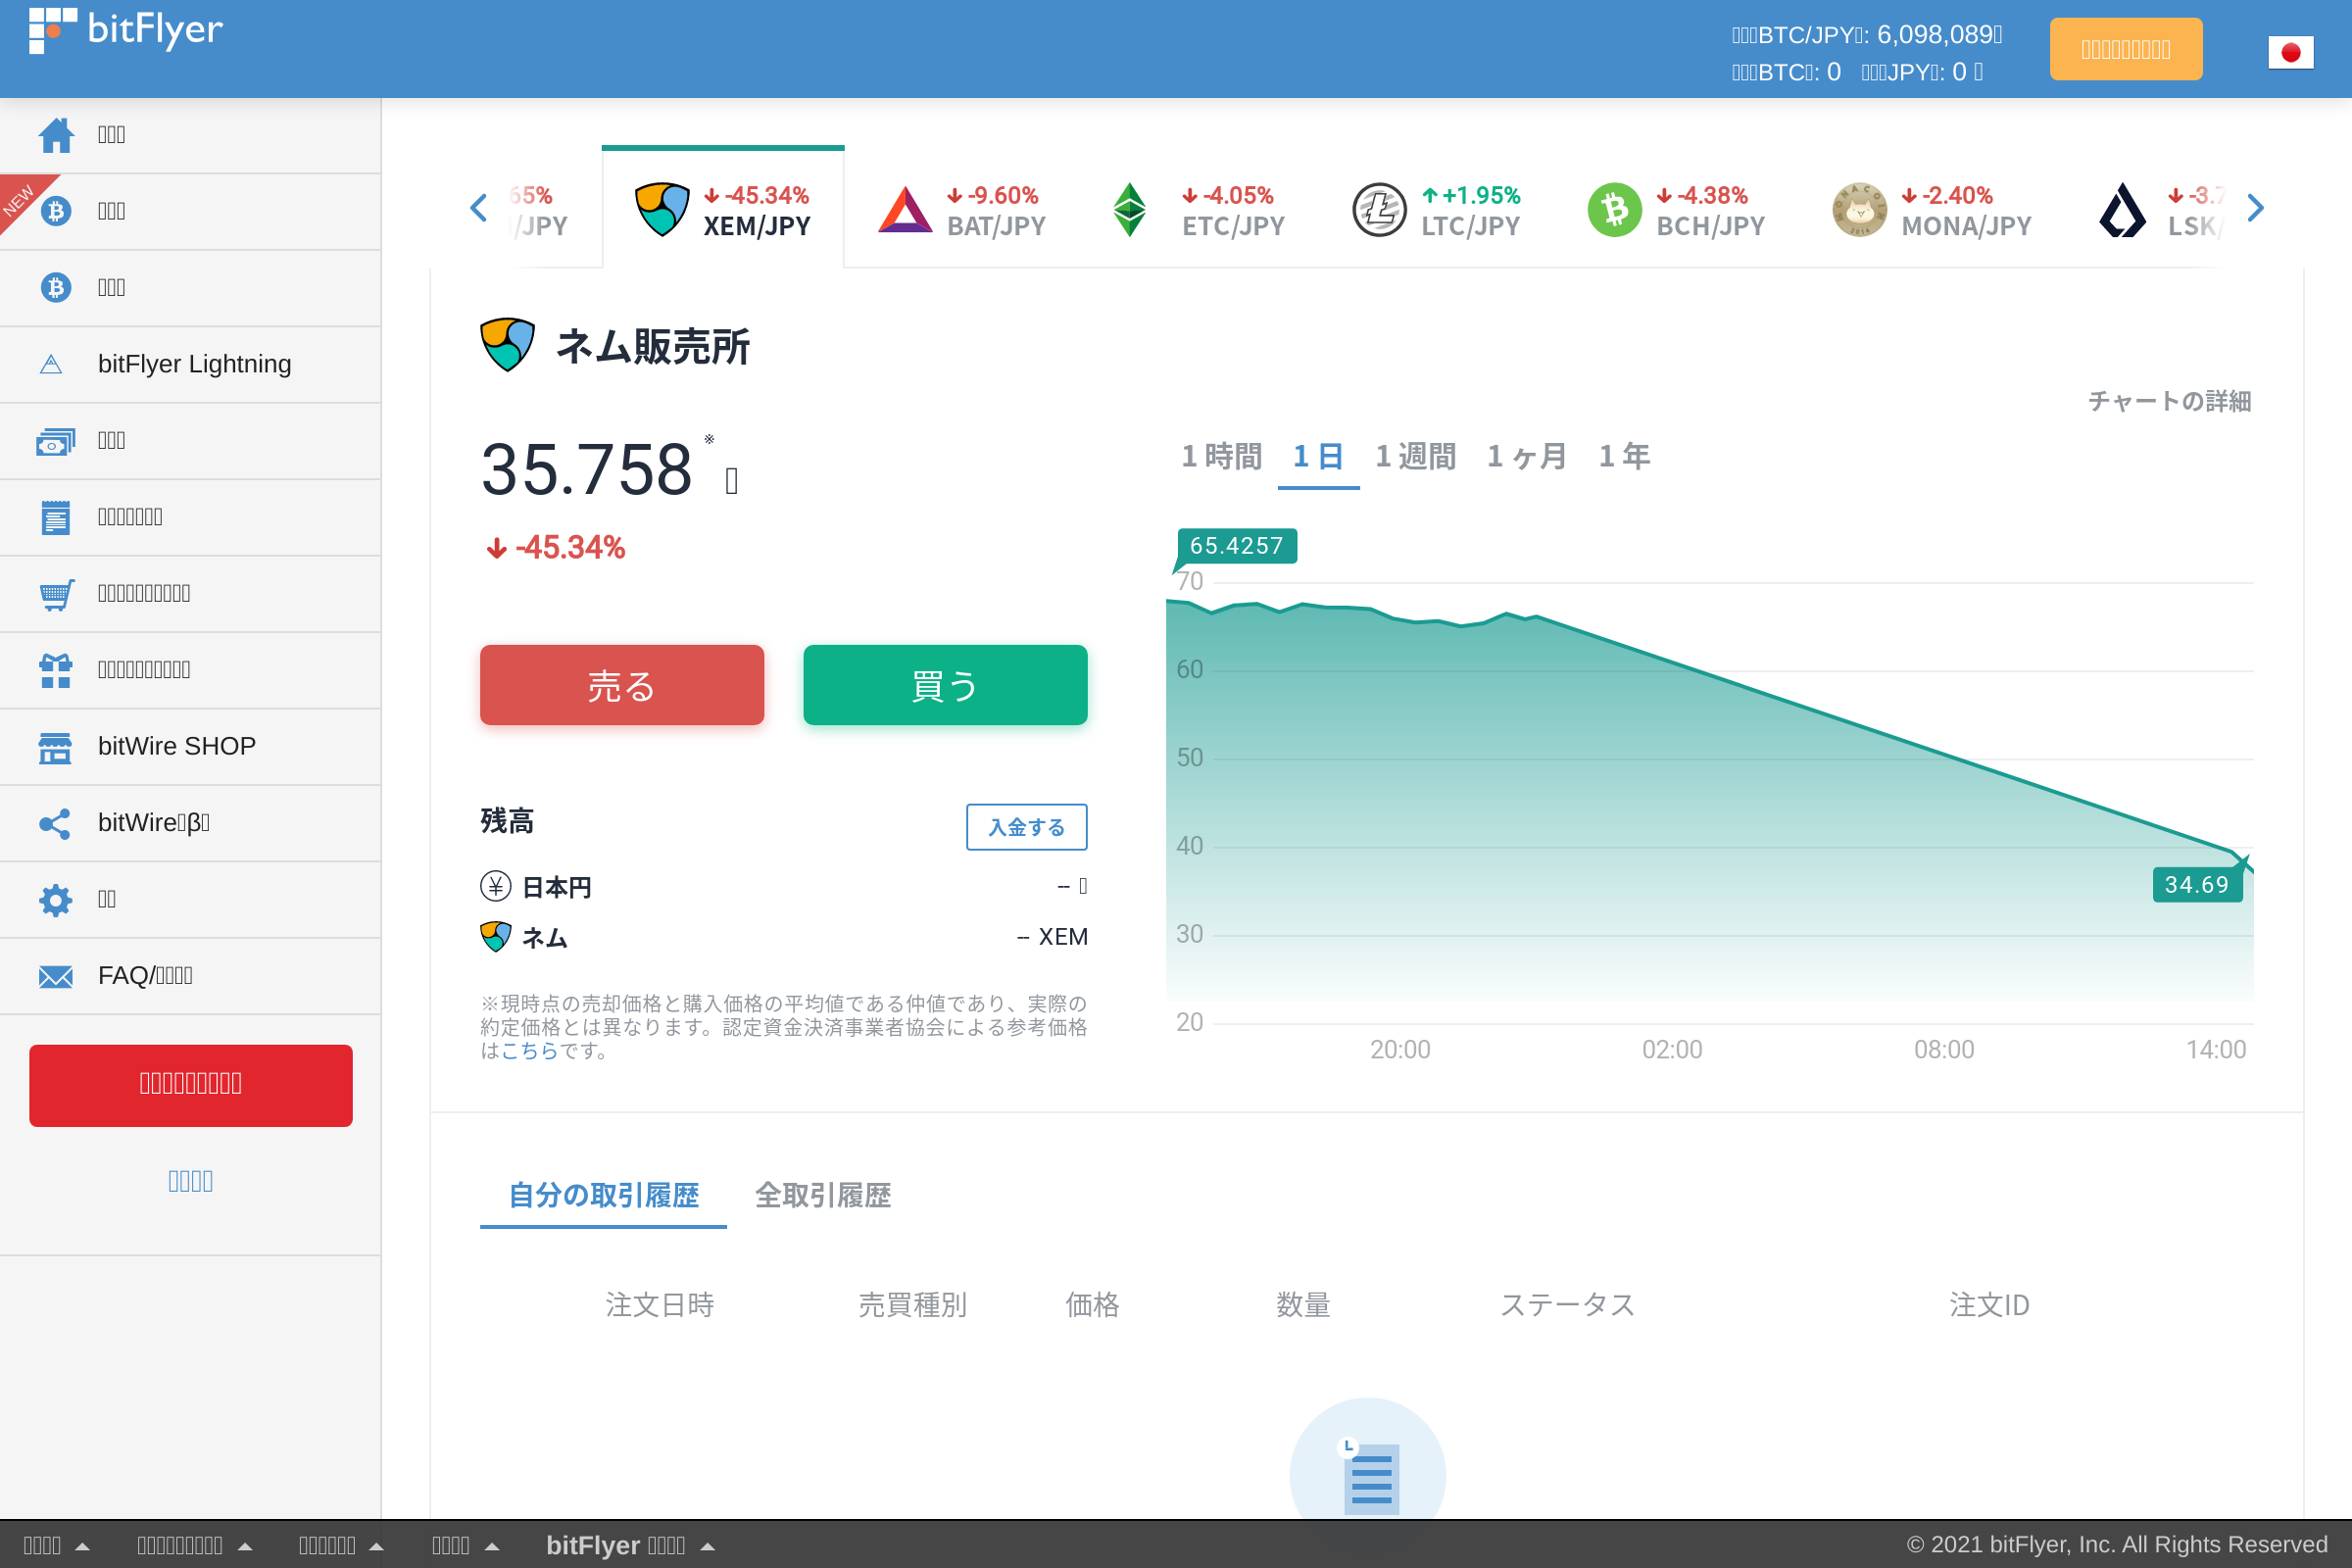 bitFlyer
BTC/JPY: 6,098,089
BTC: 0 JPY: 0
NEW
bitFlyer Lightning
bitWire SHOP
bitWire β
FAQ/
65%
/JPY
-45.34%
XEM/JPY
-9.60%
BAT/JPY
-4.05%
ETC/JPY
+1.95%
LTC/JPY
-4.38%
BCH/JPY
-2.40%
MONA/JPY
-3.7
LSK/
ネム販売所
チャートの詳細
35.758 ※
-45.34%
1 時間 1 日 1 週間 1 ヶ月 1 年
売る 買う
65.4257
70
60
50
40
30
20
34.69
20:00 02:00 08:00 14:00
残高 入金する
日本円 --
ネム -- XEM
※現時点の売却価格と購入価格の平均値である仲値であり、実際の
約定価格とは異なります。認定資金決済事業者協会による参考価格
はこちらです。
自分の取引履歴 全取引履歴
注文日時 売買種別 価格 数量 ステータス 注文ID
bitFlyer
© 2021 bitFlyer, Inc. All Rights Reserved